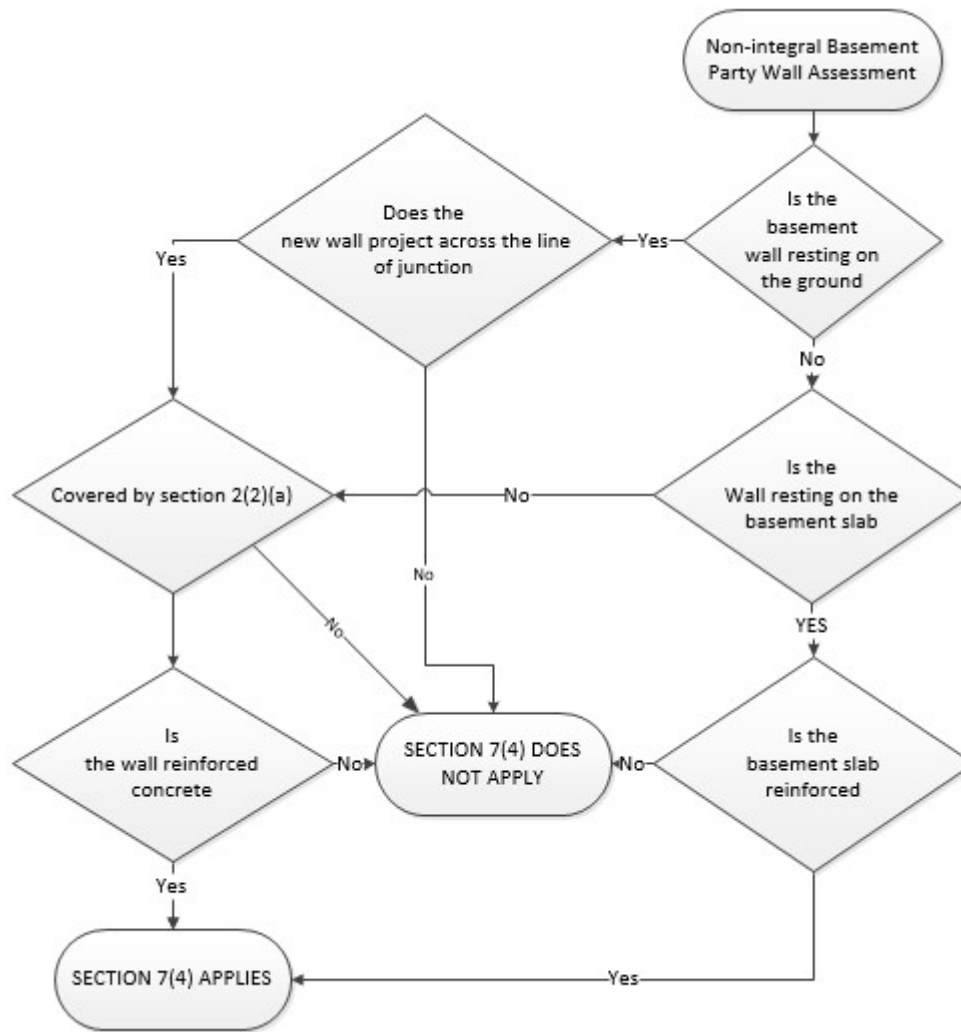 Non-integral Basement
Party Wall Assessment
Is the
basement
wall resting on
the ground
Yes
Does the
new wall project across the line
of junction
Yes
No
No
Covered by section 2(2)(a)
No
Is the
Wall resting on the
basement slab
No
YES
Is
the wall reinforced
concrete
No
SECTION 7(4) DOES
NOT APPLY
No
Is the
basement slab
reinforced
Yes
SECTION 7(4) APPLIES
Yes